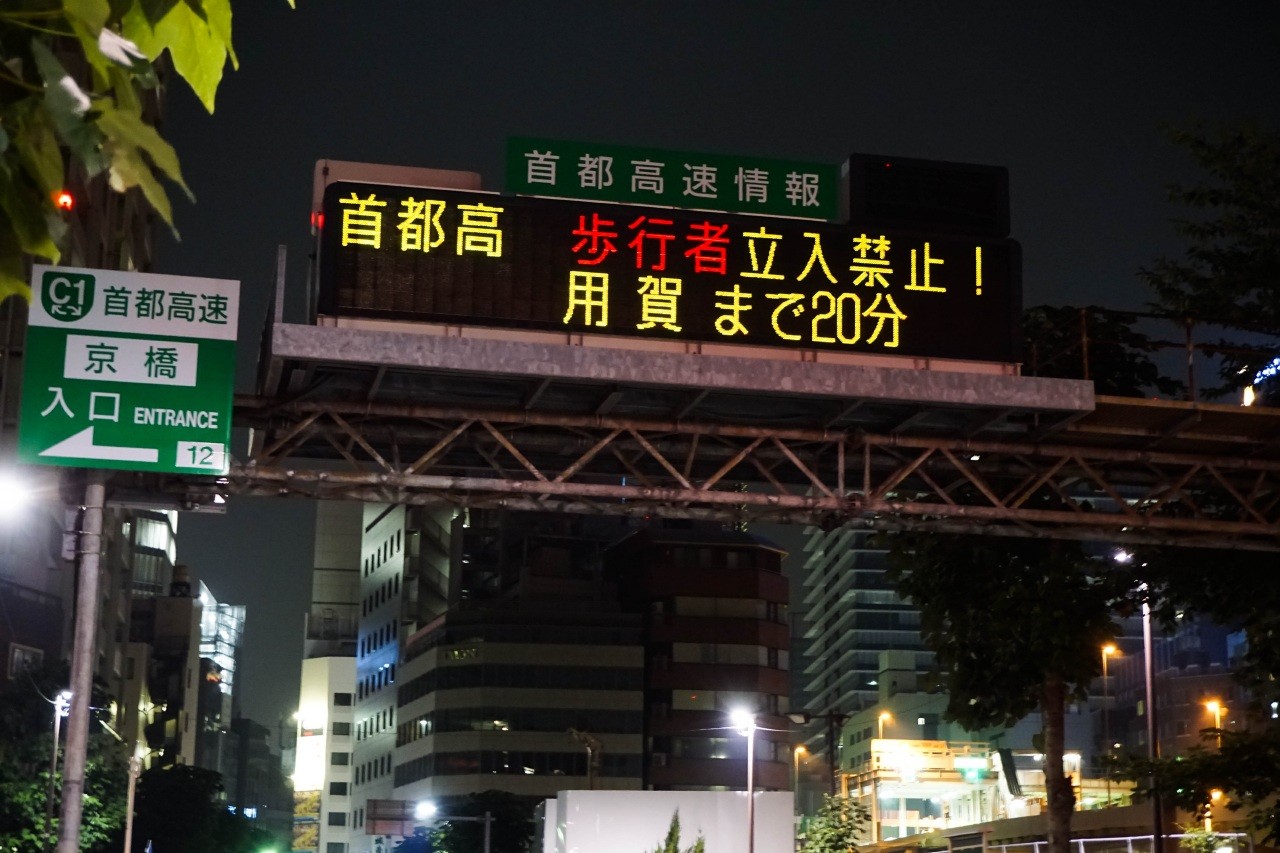 首都高速情報
首都高 歩行者立入禁止!
用賀 まで20分
C1 首都高速
京橋
入口 ENTRANCE
12